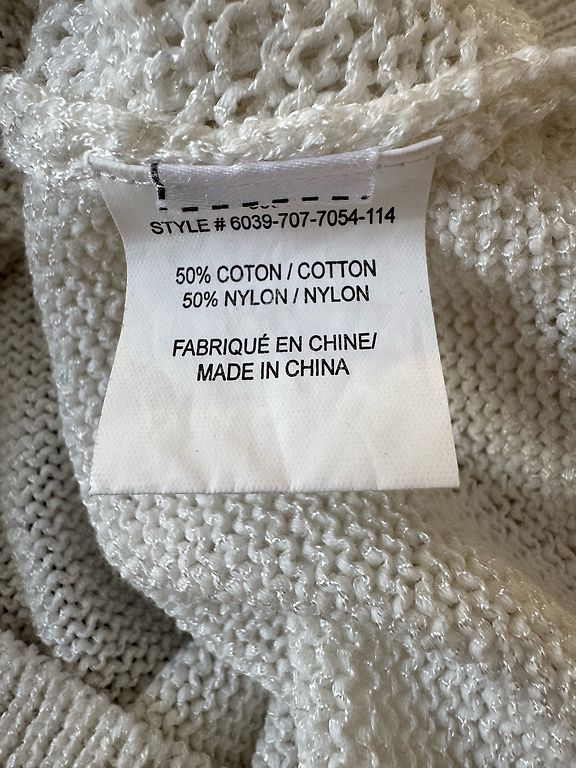 STYLE # 6039-707-7054-114
50% COTON / COTTON
50% NYLON / NYLON
FABRIQUÉ EN CHINE/
MADE IN CHINA